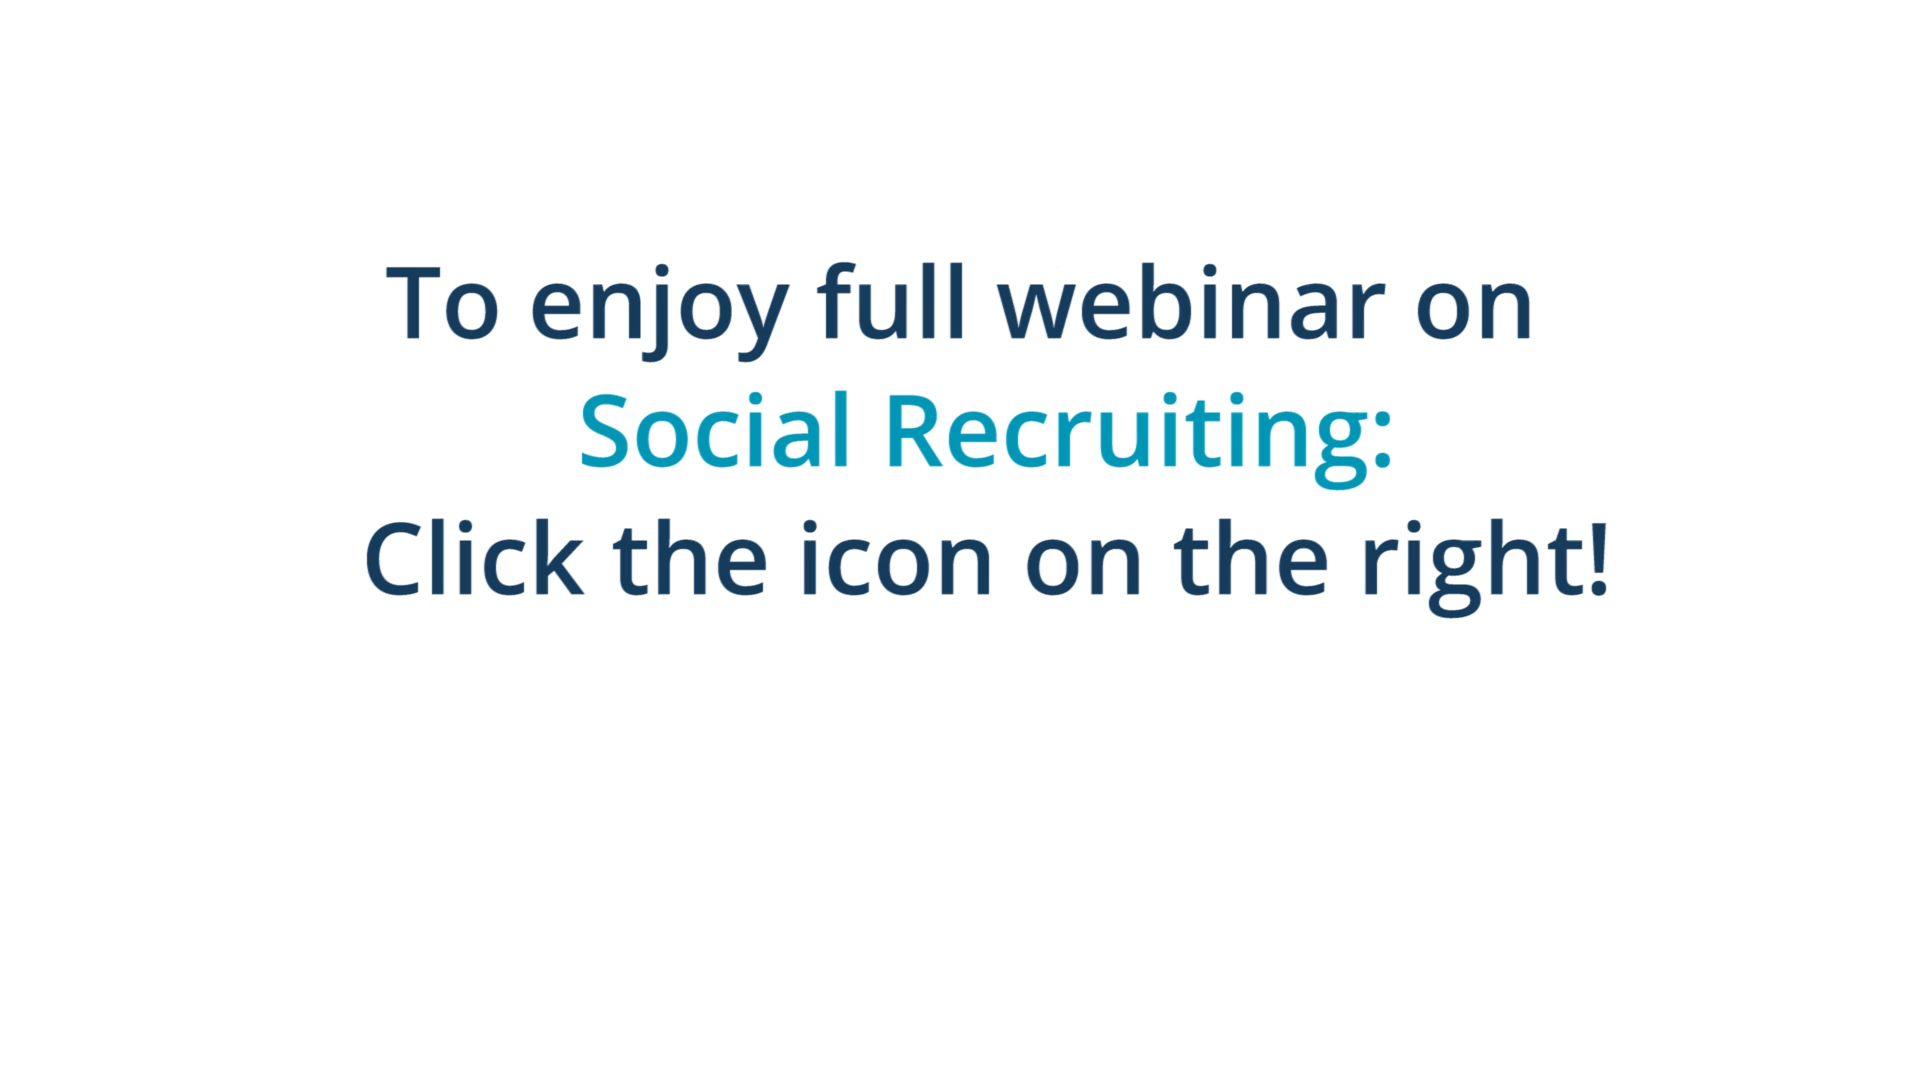 To enjoy full webinar on
Social Recruiting:
Click the icon on the right!